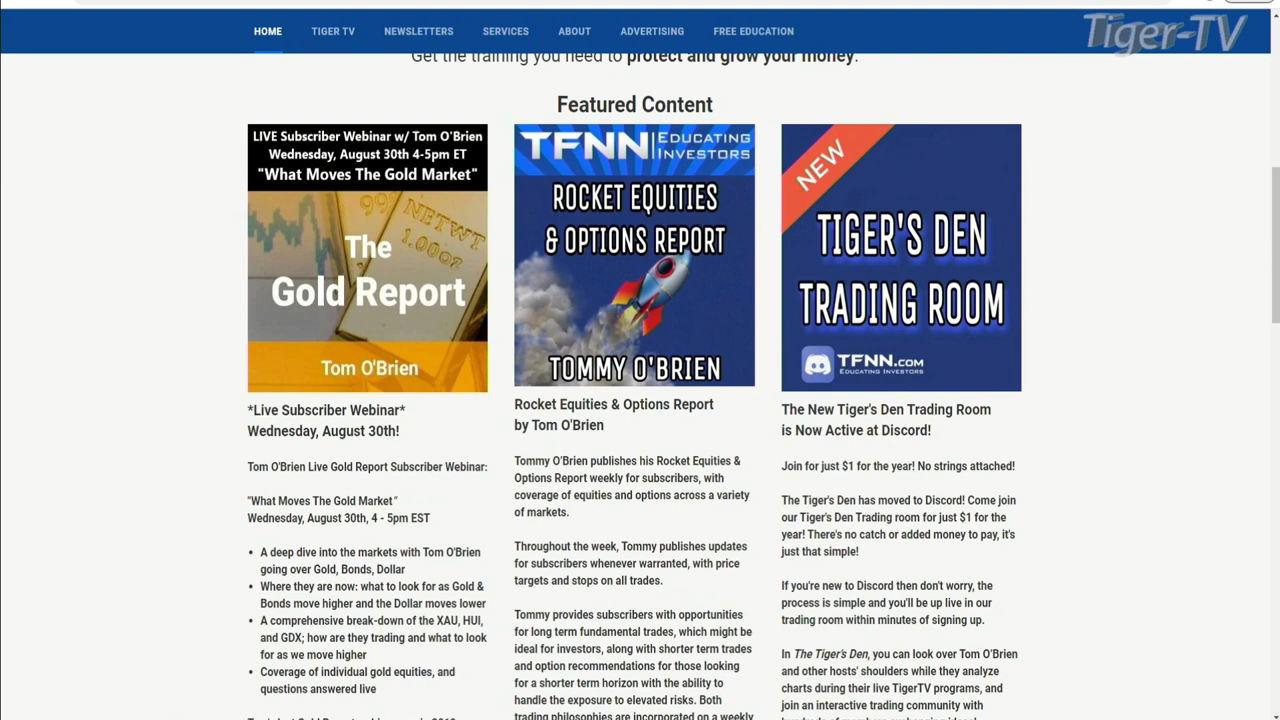 HOME
TIGER TV
NEWSLETTERS
SERVICES
ABOUT
ADVERTISING
FREE EDUCATION
Tiger-TV
Get the training you need to protect and grow your money.
Featured Content
LIVE Subscriber Webinar w/ Tom O'Brien
Wednesday, August 30th 4-5pm ET
"What Moves The Gold Market"
99
NETWT
1.00oz
The
Gold Report
Tom O'Brien
*Live Subscriber Webinar*
Wednesday, August 30th!
Tom O'Brien Live Gold Report Subscriber Webinar:
"What Moves The Gold Market"
Wednesday, August 30th, 4 - 5pm EST
• A deep dive into the markets with Tom O'Brien
going over Gold, Bonds, Dollar
• Where they are now: what to look for as Gold &
Bonds move higher and the Dollar moves lower
• A comprehensive break-down of the XAU, HUI,
and GDX; how are they trading and what to look
for as we move higher
• Coverage of individual gold equities, and
questions answered live
TFNN EDUCATING
INVESTORS
ROCKET EQUITIES
& OPTIONS REPORT
TOMMY O'BRIEN
Rocket Equities & Options Report
by Tom O'Brien
Tommy O'Brien publishes his Rocket Equities &
Options Report weekly for subscribers, with
coverage of equities and options across a variety
of markets.
Throughout the week, Tommy publishes updates
for subscribers whenever warranted, with price
targets and stops on all trades.
Tommy provides subscribers with opportunities
for long term fundamental trades, which might be
ideal for investors, along with shorter term trades
and option recommendations for those looking
for a shorter term horizon with the ability to
handle the exposure to elevated risks. Both
trading philosophies are incorporated on a weekly
NEW
TIGER'S DEN
TRADING ROOM
TFNN.COM
EDUCATING INVESTORS
The New Tiger's Den Trading Room
is Now Active at Discord!
Join for just $1 for the year! No strings attached!
The Tiger's Den has moved to Discord! Come join
our Tiger's Den Trading room for just $1 for the
year! There's no catch or added money to pay, it's
just that simple!
If you're new to Discord then don't worry, the
process is simple and you'll be up live in our
trading room within minutes of signing up.
In The Tiger's Den, you can look over Tom O'Brien
and other hosts' shoulders while they analyze
charts during their live TigerTV programs, and
join an interactive trading community with